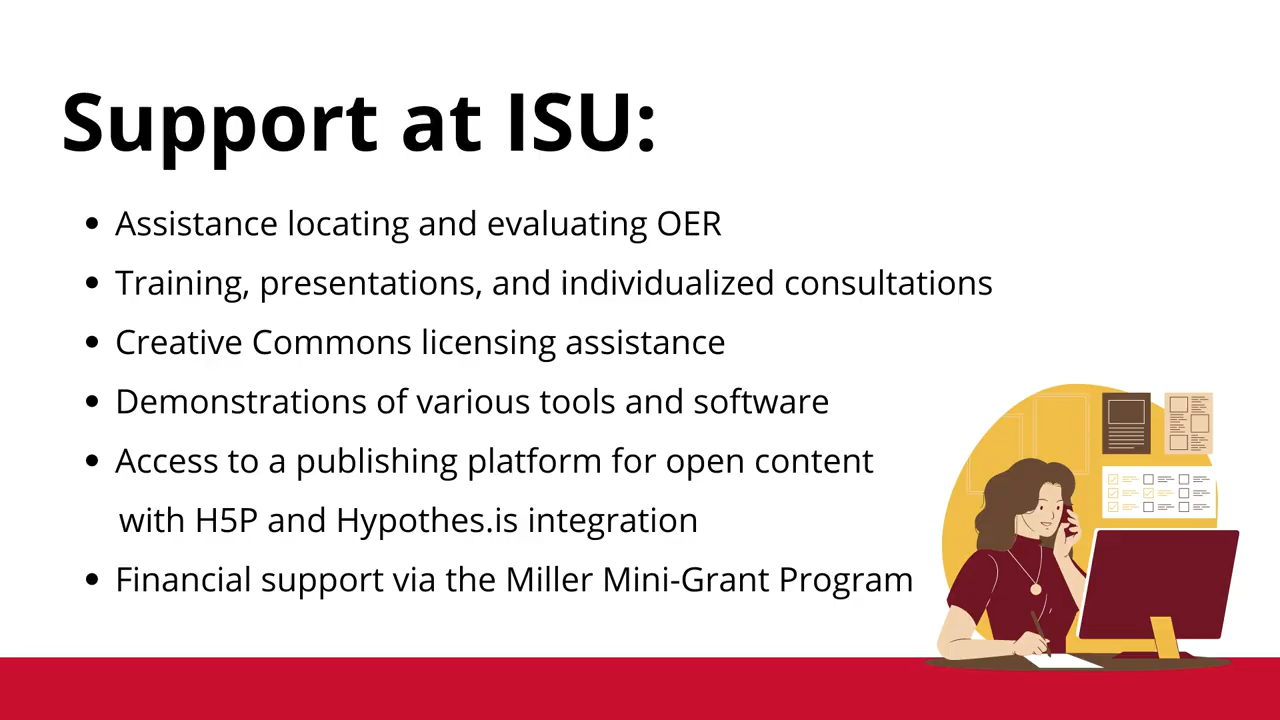 Support at ISU:
• Assistance locating and evaluating OER
• Training, presentations, and individualized consultations
• Creative Commons licensing assistance
• Demonstrations of various tools and software
• Access to a publishing platform for open content
with H5P and Hypothes.is integration
• Financial support via the Miller Mini-Grant Program